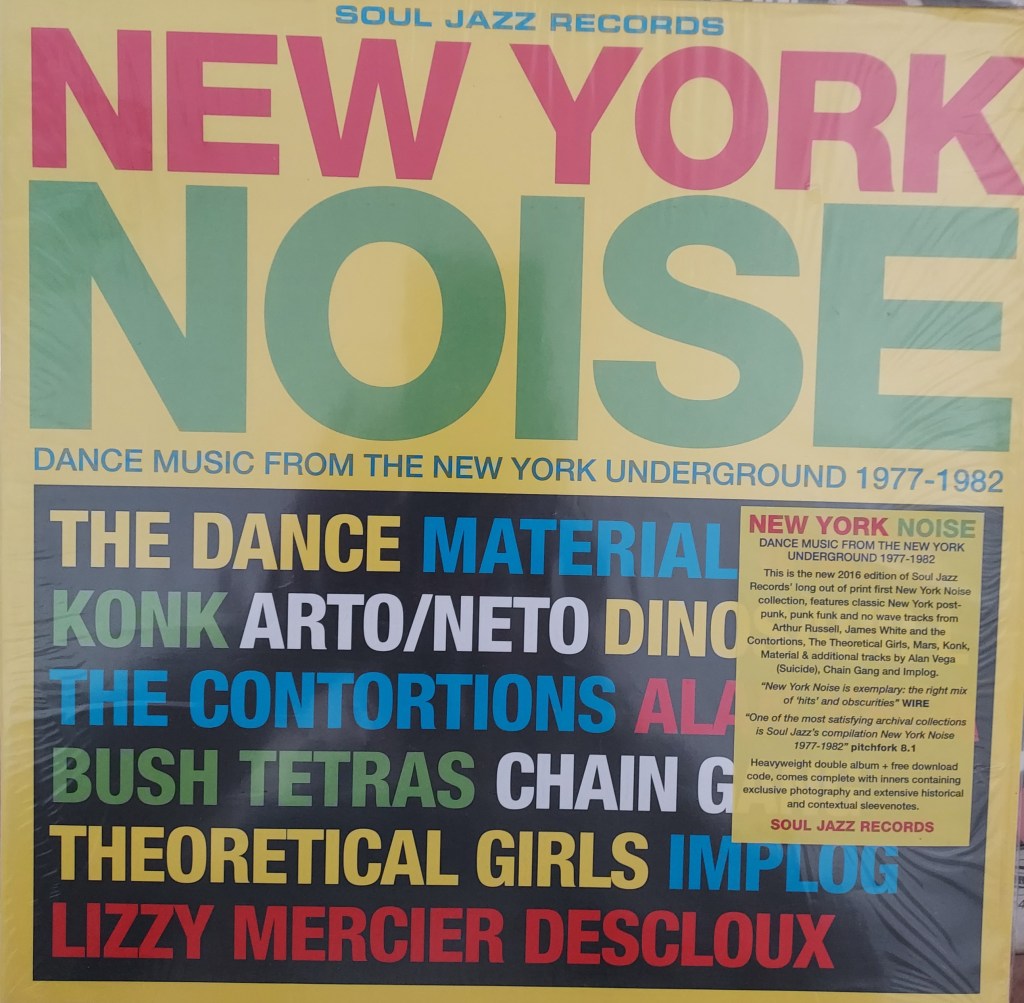 SOUL JAZZ RECORDS
NEW YORK
NOISE
DANCE MUSIC FROM THE NEW YORK UNDERGROUND 1977-1982
THE DANCE MATERIAL
KONK ARTO/NETO DINO
THE CONTORTIONS ALA
BUSH TETRAS CHAIN GA
THEORETICAL GIRLS IMPLOG
LIZZY MERCIER DESCLOUX
NEW YORK NOISE
DANCE MUSIC FROM THE NEW YORK
UNDERGROUND 1977-1982
This is the new 2016 edition of Soul Jazz
Records' long out of print first New York Noise
collection, features classic New York post-
punk, punk funk and no wave tracks from
Arthur Russell, James White and the
Contortions, The Theoretical Girls, Mars, Konk,
Material & additional tracks by Alan Vega
(Suicide), Chain Gang and Implog.
"New York Noise is exemplary: the right mix
of 'hits' and obscurities" WIRE
"One of the most satisfying archival collections
is Soul Jazz's compilation New York Noise
1977-1982" pitchfork 8.1
Heavyweight double album + free download
code, comes complete with inners containing
exclusive photography and extensive historical
and contextual sleevenotes.
SOUL JAZZ RECORDS